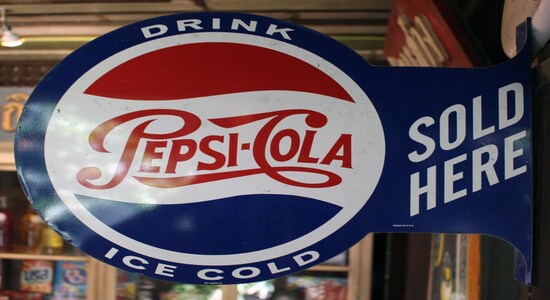 DRINK
PEPSI-COLA
ICE COLD
SOLD
HERE